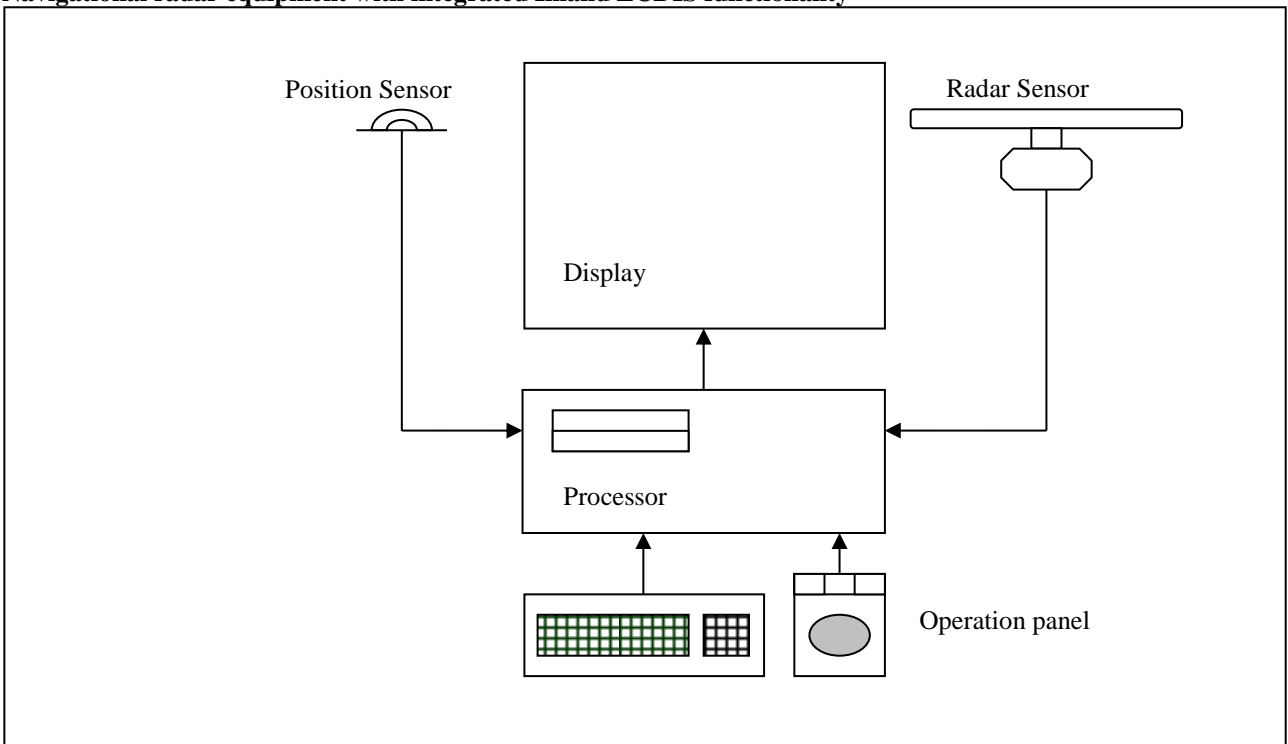 Navigational radar equipment with integrated Inland ECDIS functionality
Position Sensor
Radar Sensor
Display
Processor
Operation panel